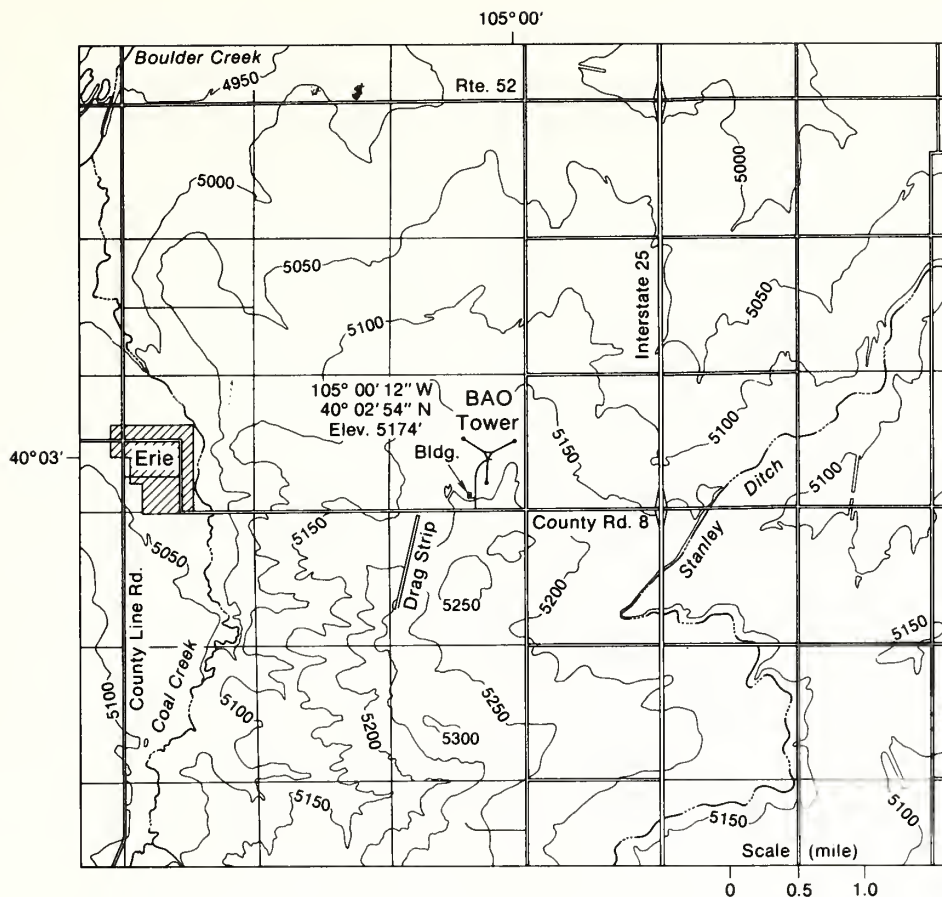 105° 00'
Boulder Creek
4950
Rte. 52
5000
5000
5050
Interstate 25
5050
5100
105° 00' 12" W
40° 02' 54" N
Elev. 5174'
BAO
Tower
Bldg.
5150
5100
40° 03'
Erie
Ditch
5100
County Rd. 8
Stanley
5150
5050
Drag Strip
5250
5200
5150
County Line Rd.
Coal Creek
5100
5100
5200
5250
5300
5150
5150
5100
Scale (mile)
0 0.5 1.0